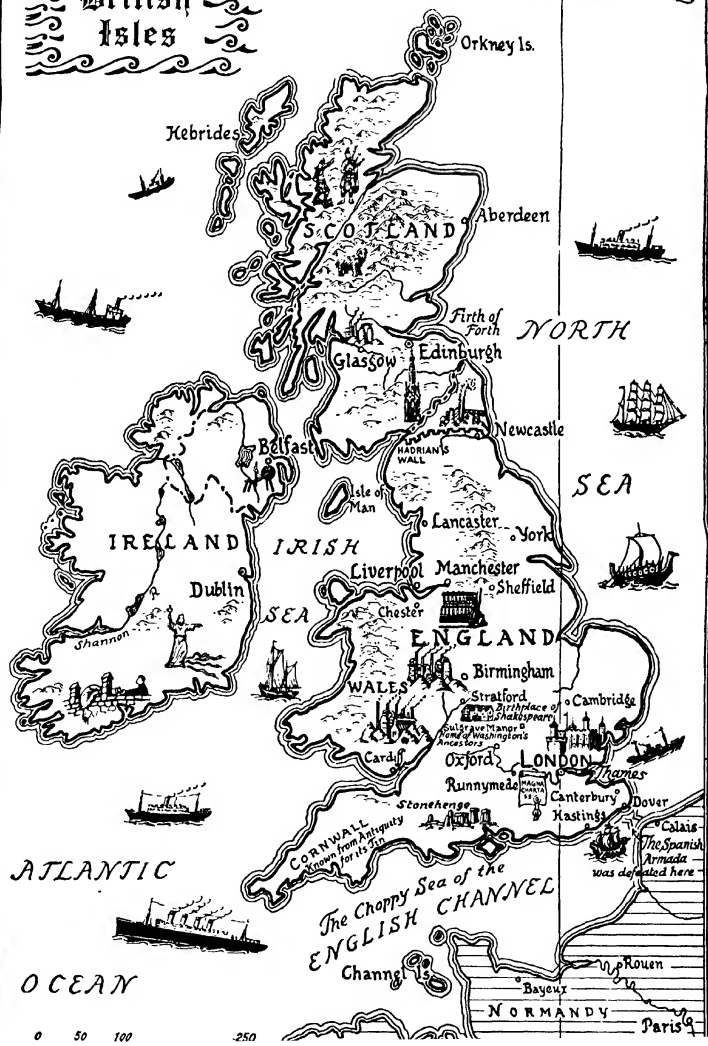 British
Isles
Orkney Is.
Hebrides
Aberdeen
SCOTLAND
Firth of
Forth
NORTH
Glasgow
Edinburgh
Newcastle
HADRIAN'S
WALL
Belfast
SEA
Isle of
Man
Lancaster
York
IRELAND
IRISH
Liverpool
Manchester
Sheffield
Dublin
Chester
SEA
Shannon
ENGLAND
Birmingham
WALES
Stratford
Birthplace of
Shakespeare
Cambridge
Sulgrave Manor
Home of Washington's
Ancestors
Oxford
LONDON
Cardiff
Thames
Runnymede
MAGNA
CHARTA
Canterbury
Dover
Stonehenge
Hastings
Calais
CORNWALL
Known from Antiquity
for its Tin
The Spanish
Armada
was defeated here
ATLANTIC
The Choppy Sea of the
ENGLISH CHANNEL
Channel Is.
Rouen
OCEAN
Bayeux
NORMANDY
Paris
0 50 100 250